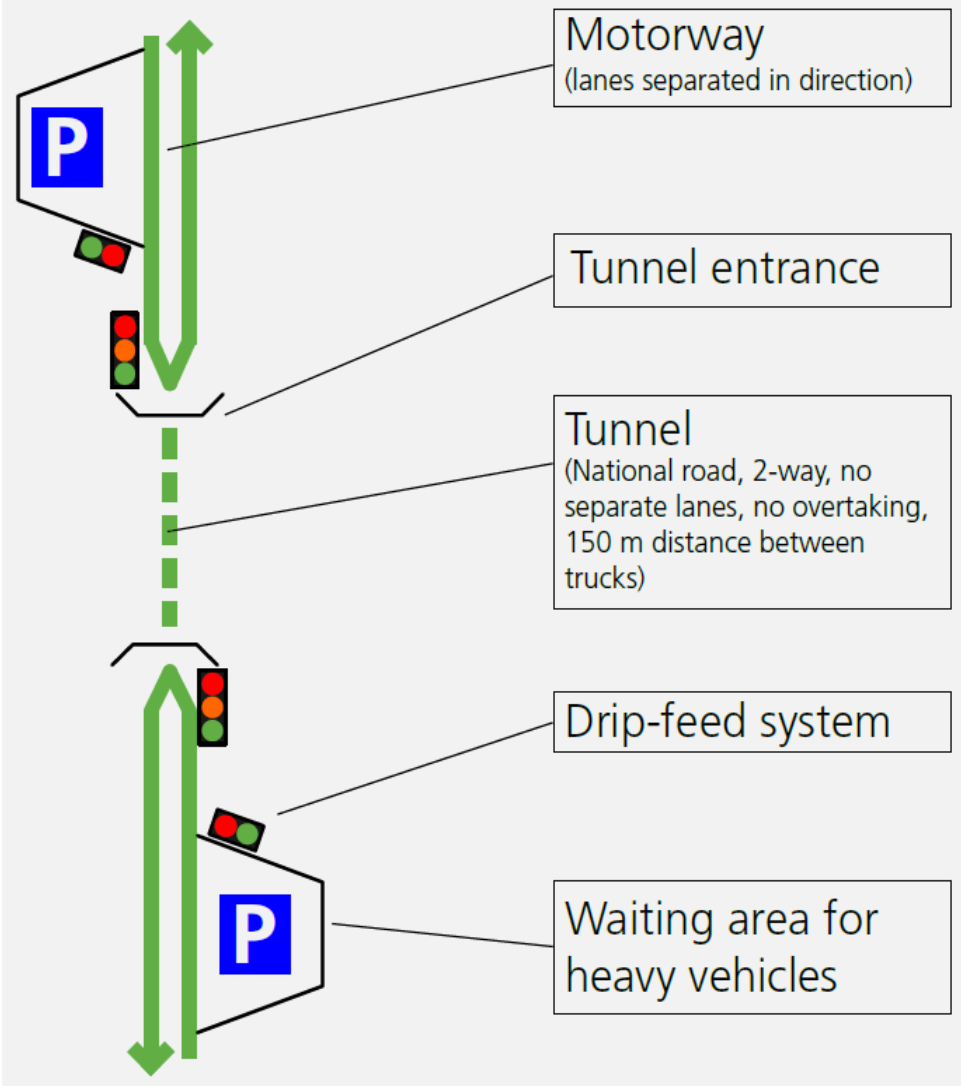 Motorway
(lanes separated in direction)
P
Tunnel entrance
Tunnel
(National road, 2-way, no
separate lanes, no overtaking,
150 m distance between
trucks)
Drip-feed system
P
Waiting area for
heavy vehicles